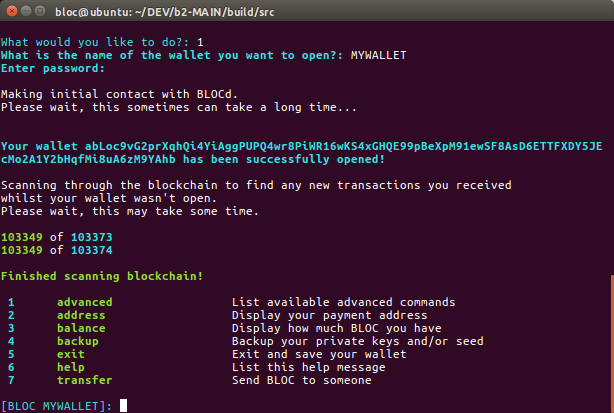 bloc@ubuntu: ~/DEV/b2-MAIN/build/src
What would you like to do?: 1
What is the name of the wallet you want to open?: MYWALLET
Enter password:
Making initial contact with BLOCd.
Please wait, this sometimes can take a long time...
Your wallet abLoc9vG2prXqhQi4YiAggPUPQ4wr8PiWR16wKS4xGHQE99pBeXpM91ewSF8AsD6ETTFXDY5JE
cMo2A1Y2bHqfMi8uA6zM9YAhb has been successfully opened!
Scanning through the blockchain to find any new transactions you received
whilst your wallet wasn't open.
Please wait, this may take some time.
103349 of 103373
103349 of 103374
Finished scanning blockchain!
1 advanced List available advanced commands
2 address Display your payment address
3 balance Display how much BLOC you have
4 backup Backup your private keys and/or seed
5 exit Exit and save your wallet
6 help List this help message
7 transfer Send BLOC to someone
[BLOC MYWALLET]: